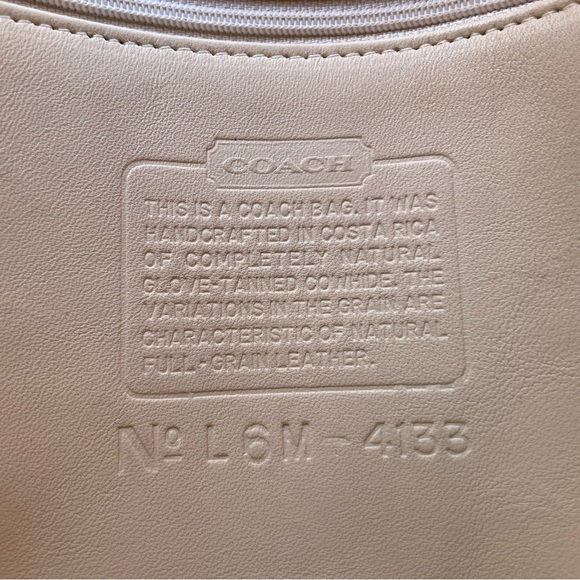 COACH
THIS IS A COACH BAG. IT WAS
HANDCRAFTED IN COSTA RICA
OF COMPLETELY NATURAL
GLOVE-TANNED COWHIDE. THE
VARIATIONS IN THE GRAIN ARE
CHARACTERISTIC OF NATURAL
FULL-GRAIN LEATHER.
Nº L6M-4133